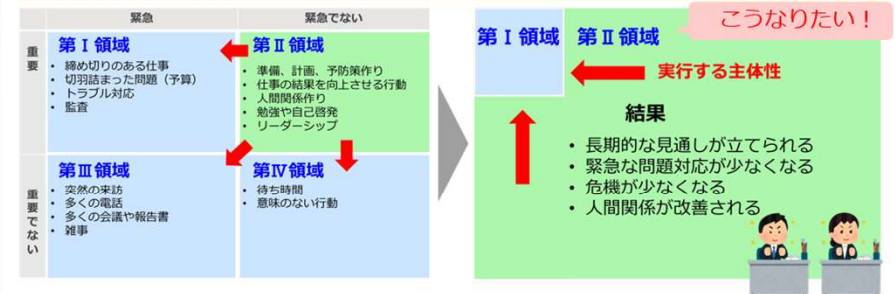 緊急
緊急でない
重要
第Ⅰ領域
・ 締め切りのある仕事
・ 切羽詰まった問題（予算）
・ トラブル対応
・ 監査
第Ⅱ領域
・ 準備、計画、予防策作り
・ 仕事の結果を向上させる行動
・ 人間関係作り
・ 勉強や自己啓発
・ リーダーシップ
重要でない
第Ⅲ領域
・ 突然の来訪
・ 多くの電話
・ 多くの会議や報告書
・ 雑事
第Ⅳ領域
・ 待ち時間
・ 意味のない行動
こうなりたい！
第Ⅰ領域
第Ⅱ領域
実行する主体性
結果
・ 長期的な見通しが立てられる
・ 緊急な問題対応が少なくなる
・ 危機が少なくなる
・ 人間関係が改善される